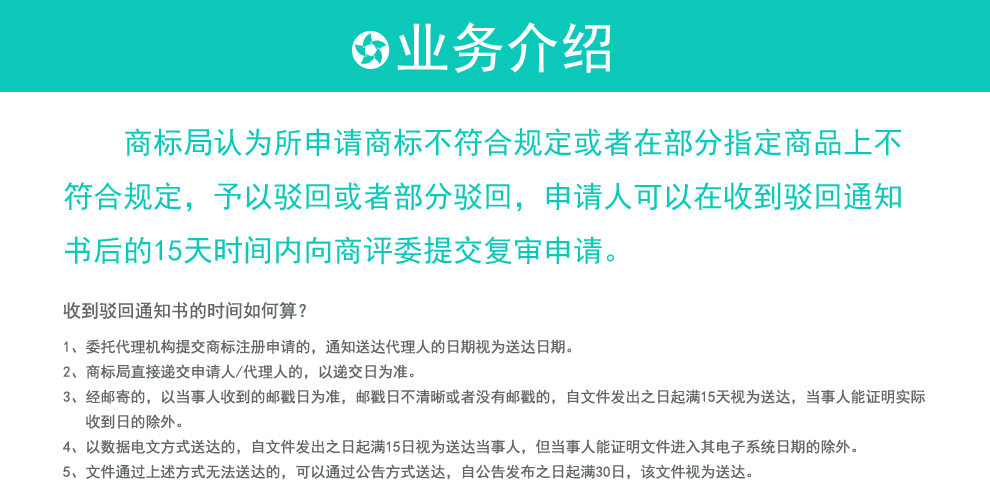 业务介绍
商标局认为所申请商标不符合规定或者在部分指定商品上不
符合规定，予以驳回或者部分驳回，申请人可以在收到驳回通知
书后的15天时间内向商评委提交复审申请。
收到驳回通知书的时间如何算？
1、委托代理机构提交商标注册申请的，通知送达代理人的日期视为送达日期。
2、商标局直接递交申请人/代理人的，以递交日为准。
3、经邮寄的，以当事人收到的邮戳日为准，邮戳日不清晰或者没有邮戳的，自文件发出之日起满15天视为送达，当事人能证明实际
收到日的除外。
4、以数据电文方式送达的，自文件发出之日起满15日视为送达当事人，但当事人能证明文件进入其电子系统日期的除外。
5、文件通过上述方式无法送达的，可以通过公告方式送达，自公告发布之日起满30日，该文件视为送达。